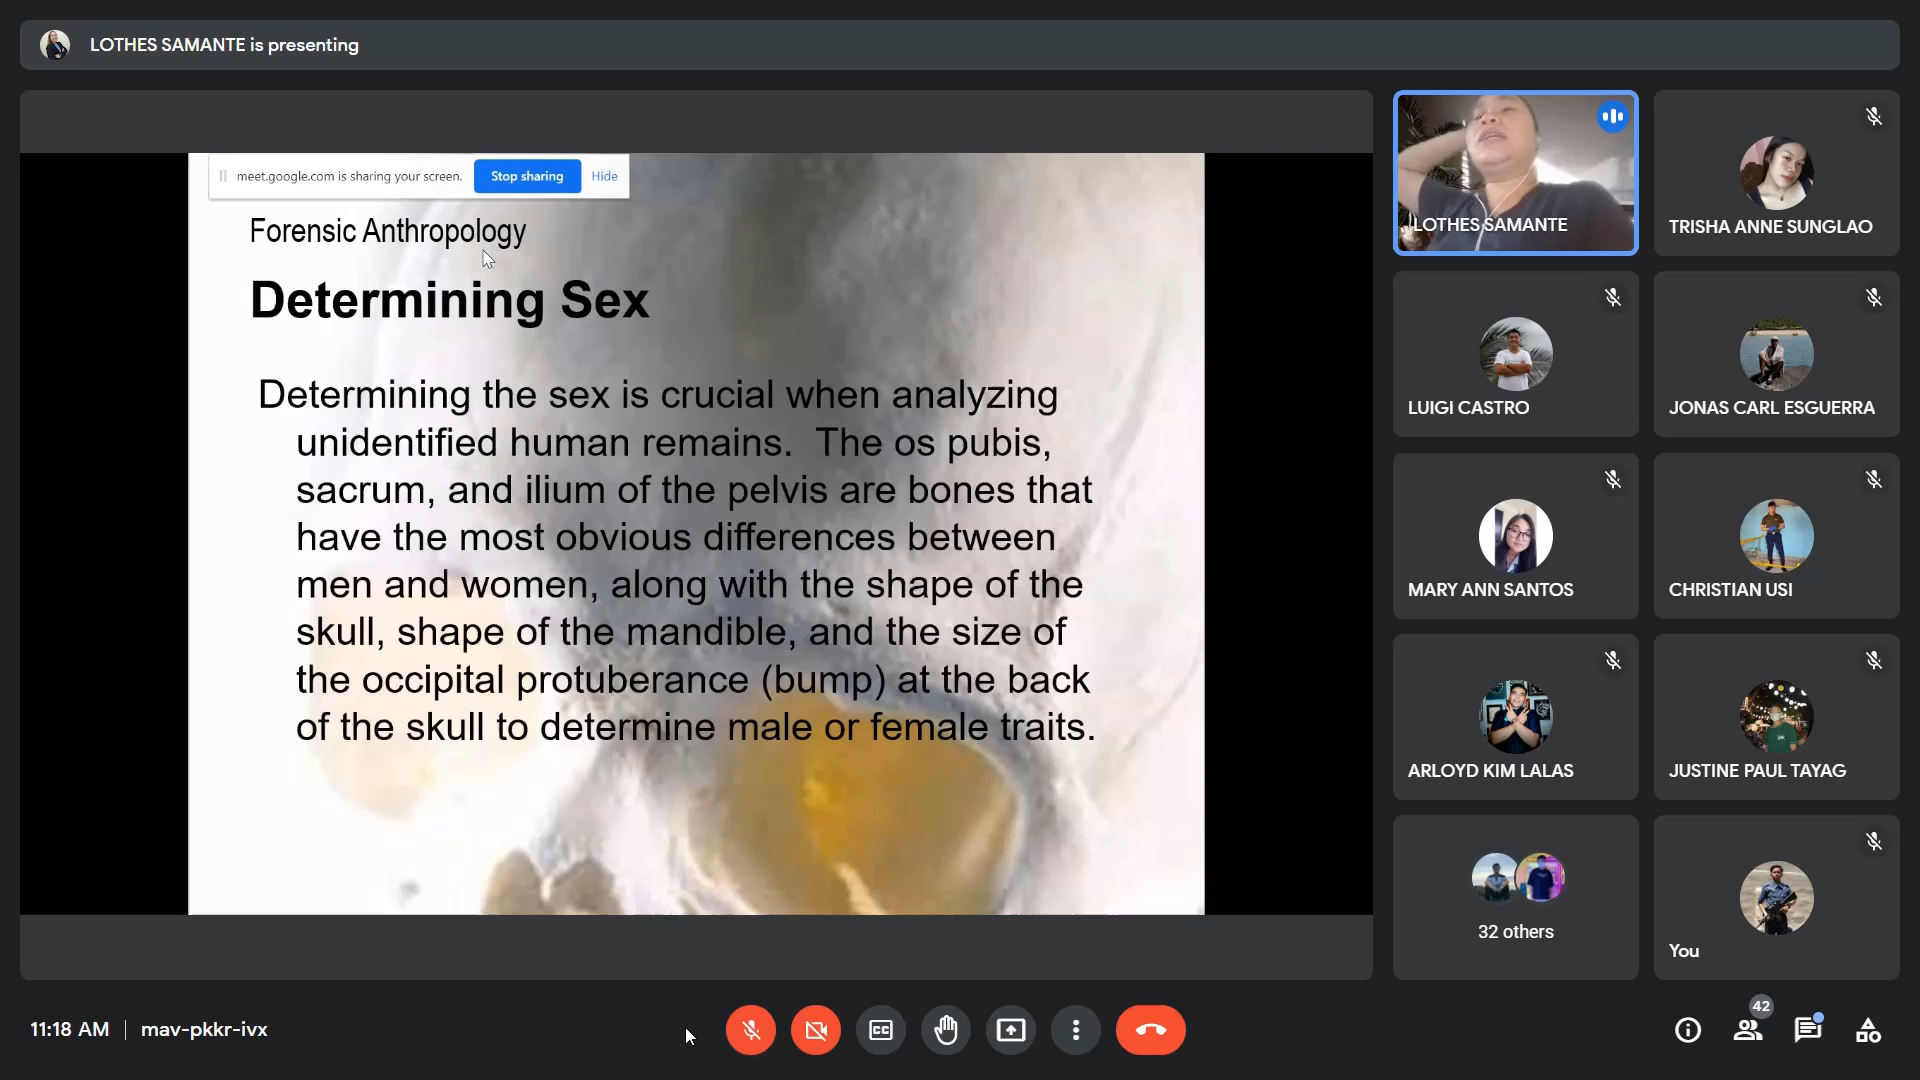 LOTHES SAMANTE is presenting
meet.google.com is sharing your screen. Stop sharing Hide
Forensic Anthropology
Determining Sex
Determining the sex is crucial when analyzing
unidentified human remains. The os pubis,
sacrum, and ilium of the pelvis are bones that
have the most obvious differences between
men and women, along with the shape of the
skull, shape of the mandible, and the size of
the occipital protuberance (bump) at the back
of the skull to determine male or female traits.
LOTHES SAMANTE
TRISHA ANNE SUNGLAO
LUIGI CASTRO
JONAS CARL ESGUERRA
MARY ANN SANTOS
CHRISTIAN USI
ARLOYD KIM LALAS
JUSTINE PAUL TAYAG
32 others
You
11:18 AM | mav-pkkr-ivx
CC
42